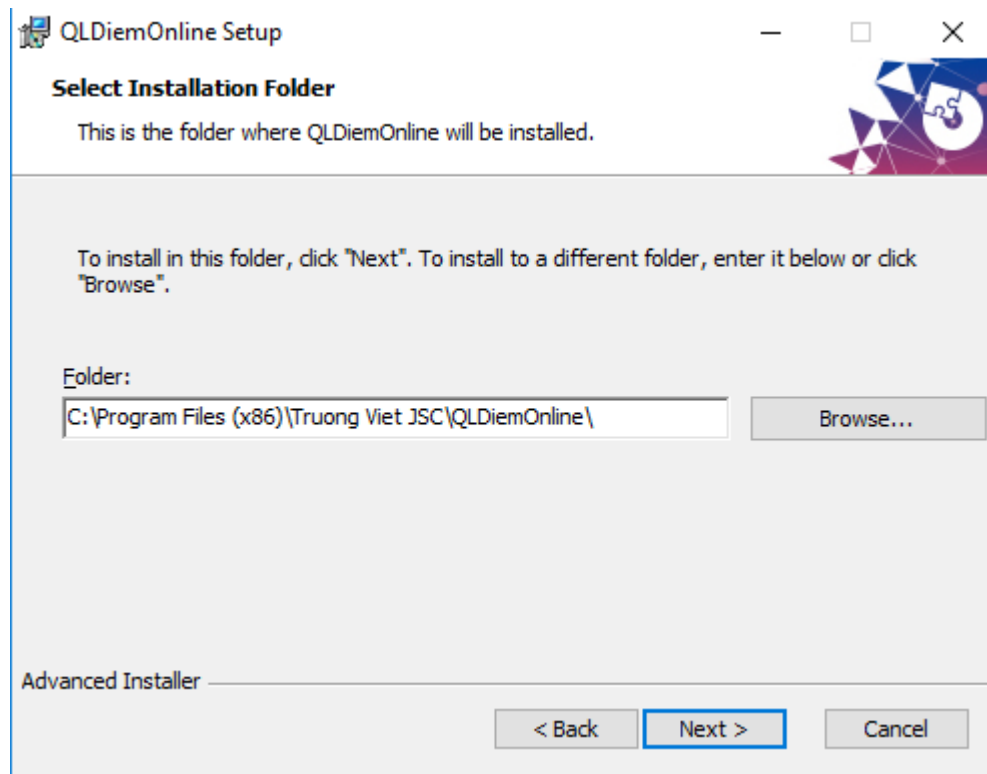 QLDiemOnline Setup
Select Installation Folder
This is the folder where QLDiemOnline will be installed.
To install in this folder, click "Next". To install to a different folder, enter it below or click
"Browse".
Folder:
C:\Program Files (x86)\Truong Viet JSC\QLDiemOnline\
Browse...
Advanced Installer
< Back
Next >
Cancel